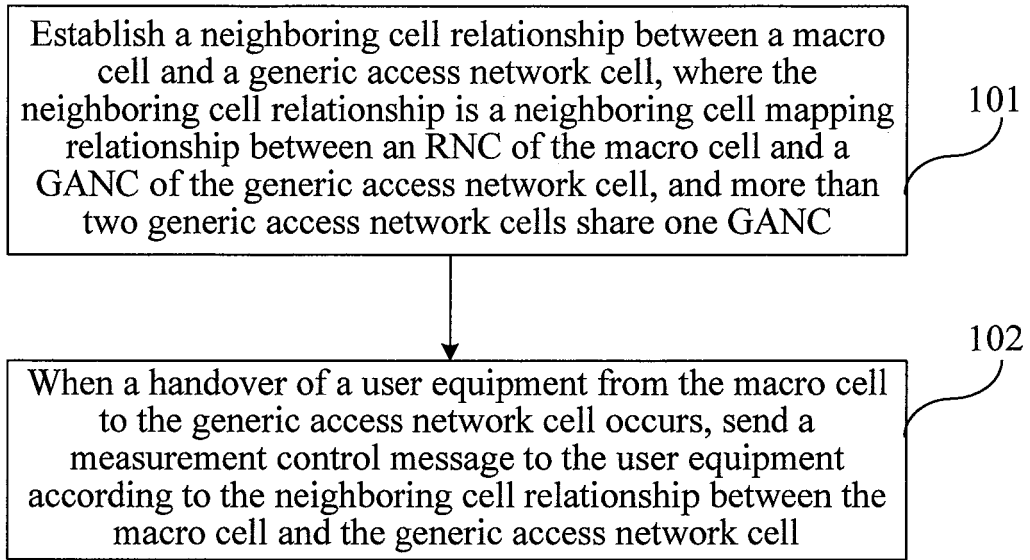 Establish a neighboring cell relationship between a macro
cell and a generic access network cell, where the
neighboring cell relationship is a neighboring cell mapping
relationship between an RNC of the macro cell and a
GANC of the generic access network cell, and more than
two generic access network cells share one GANC
101
When a handover of a user equipment from the macro cell
to the generic access network cell occurs, send a
measurement control message to the user equipment
according to the neighboring cell relationship between the
macro cell and the generic access network cell
102